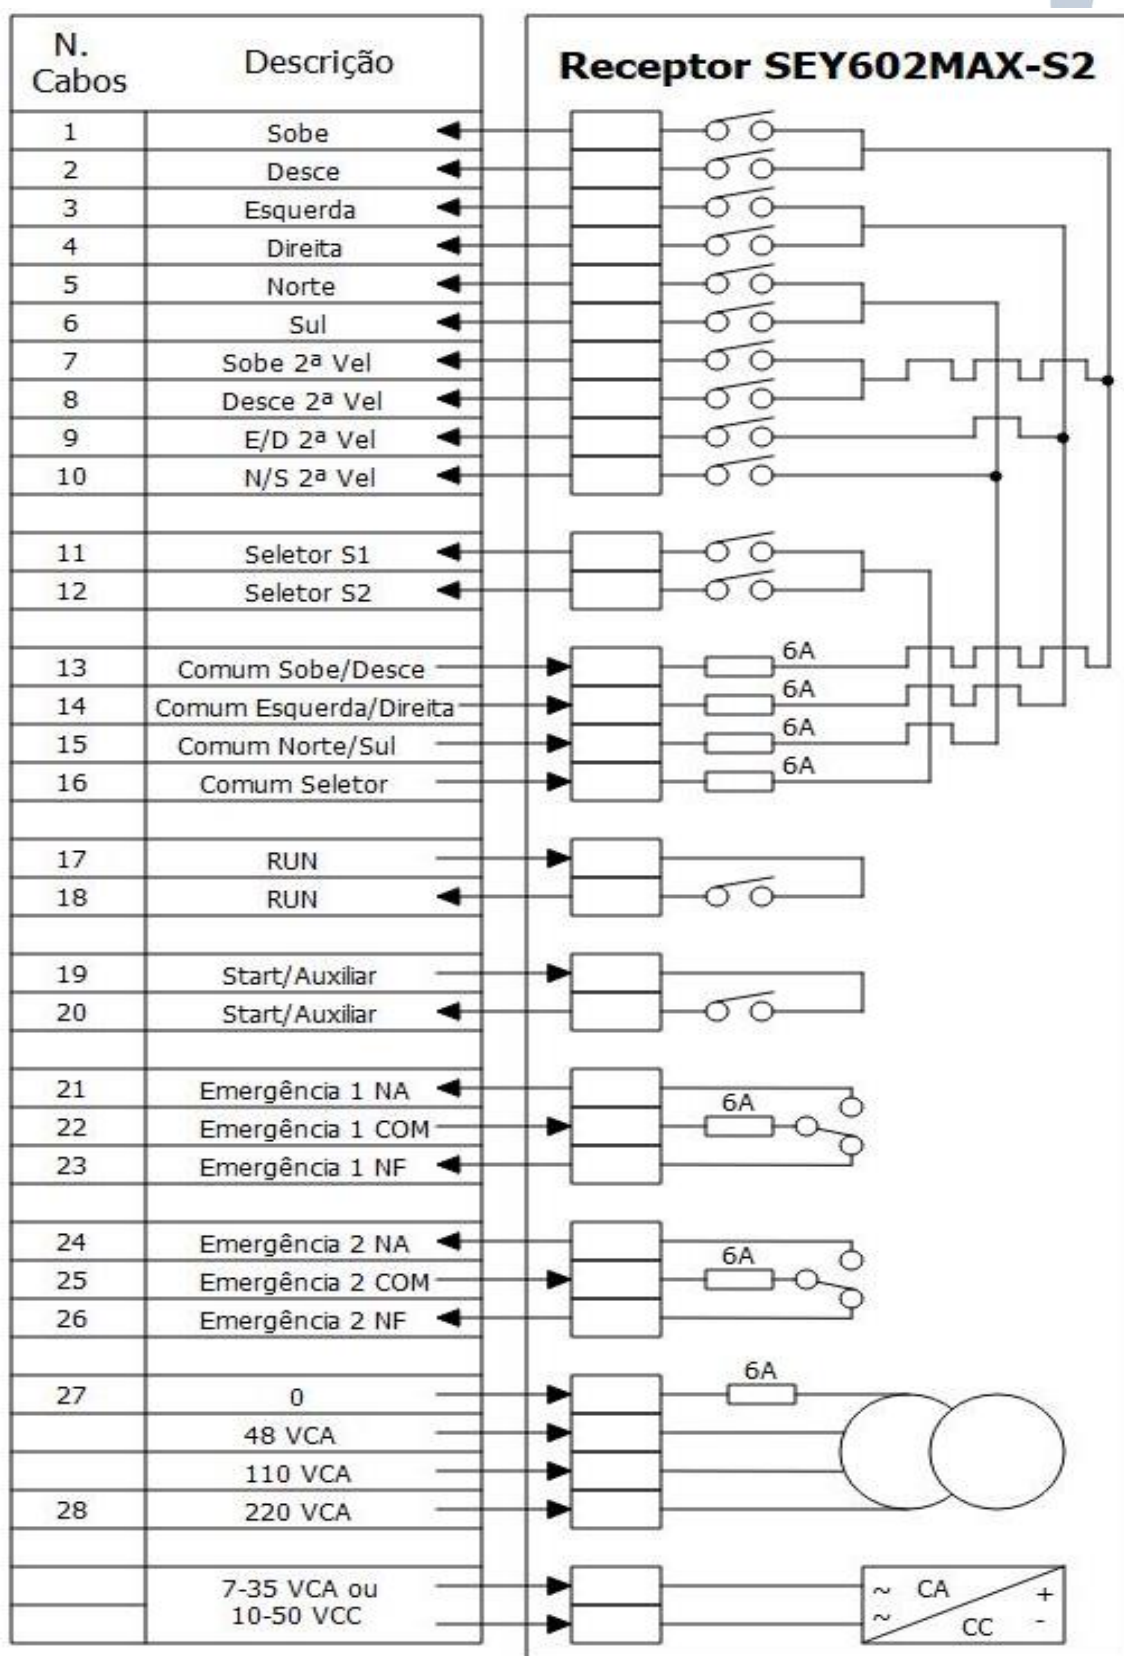 N. Cabos Descrição
Receptor SEY602MAX-S2
1 Sobe
2 Desce
3 Esquerda
4 Direita
5 Norte
6 Sul
7 Sobe 2ª Vel
8 Desce 2ª Vel
9 E/D 2ª Vel
10 N/S 2ª Vel
11 Seletor S1
12 Seletor S2
13 Comum Sobe/Desce 6A
14 Comum Esquerda/Direita 6A
15 Comum Norte/Sul 6A
16 Comum Seletor 6A
17 RUN
18 RUN
19 Start/Auxiliar
20 Start/Auxiliar
21 Emergência 1 NA
22 Emergência 1 COM 6A
23 Emergência 1 NF
24 Emergência 2 NA
25 Emergência 2 COM 6A
26 Emergência 2 NF
27 0 6A
48 VCA
110 VCA
28 220 VCA
7-35 VCA ou ~ CA +
10-50 VCC ~ CC -